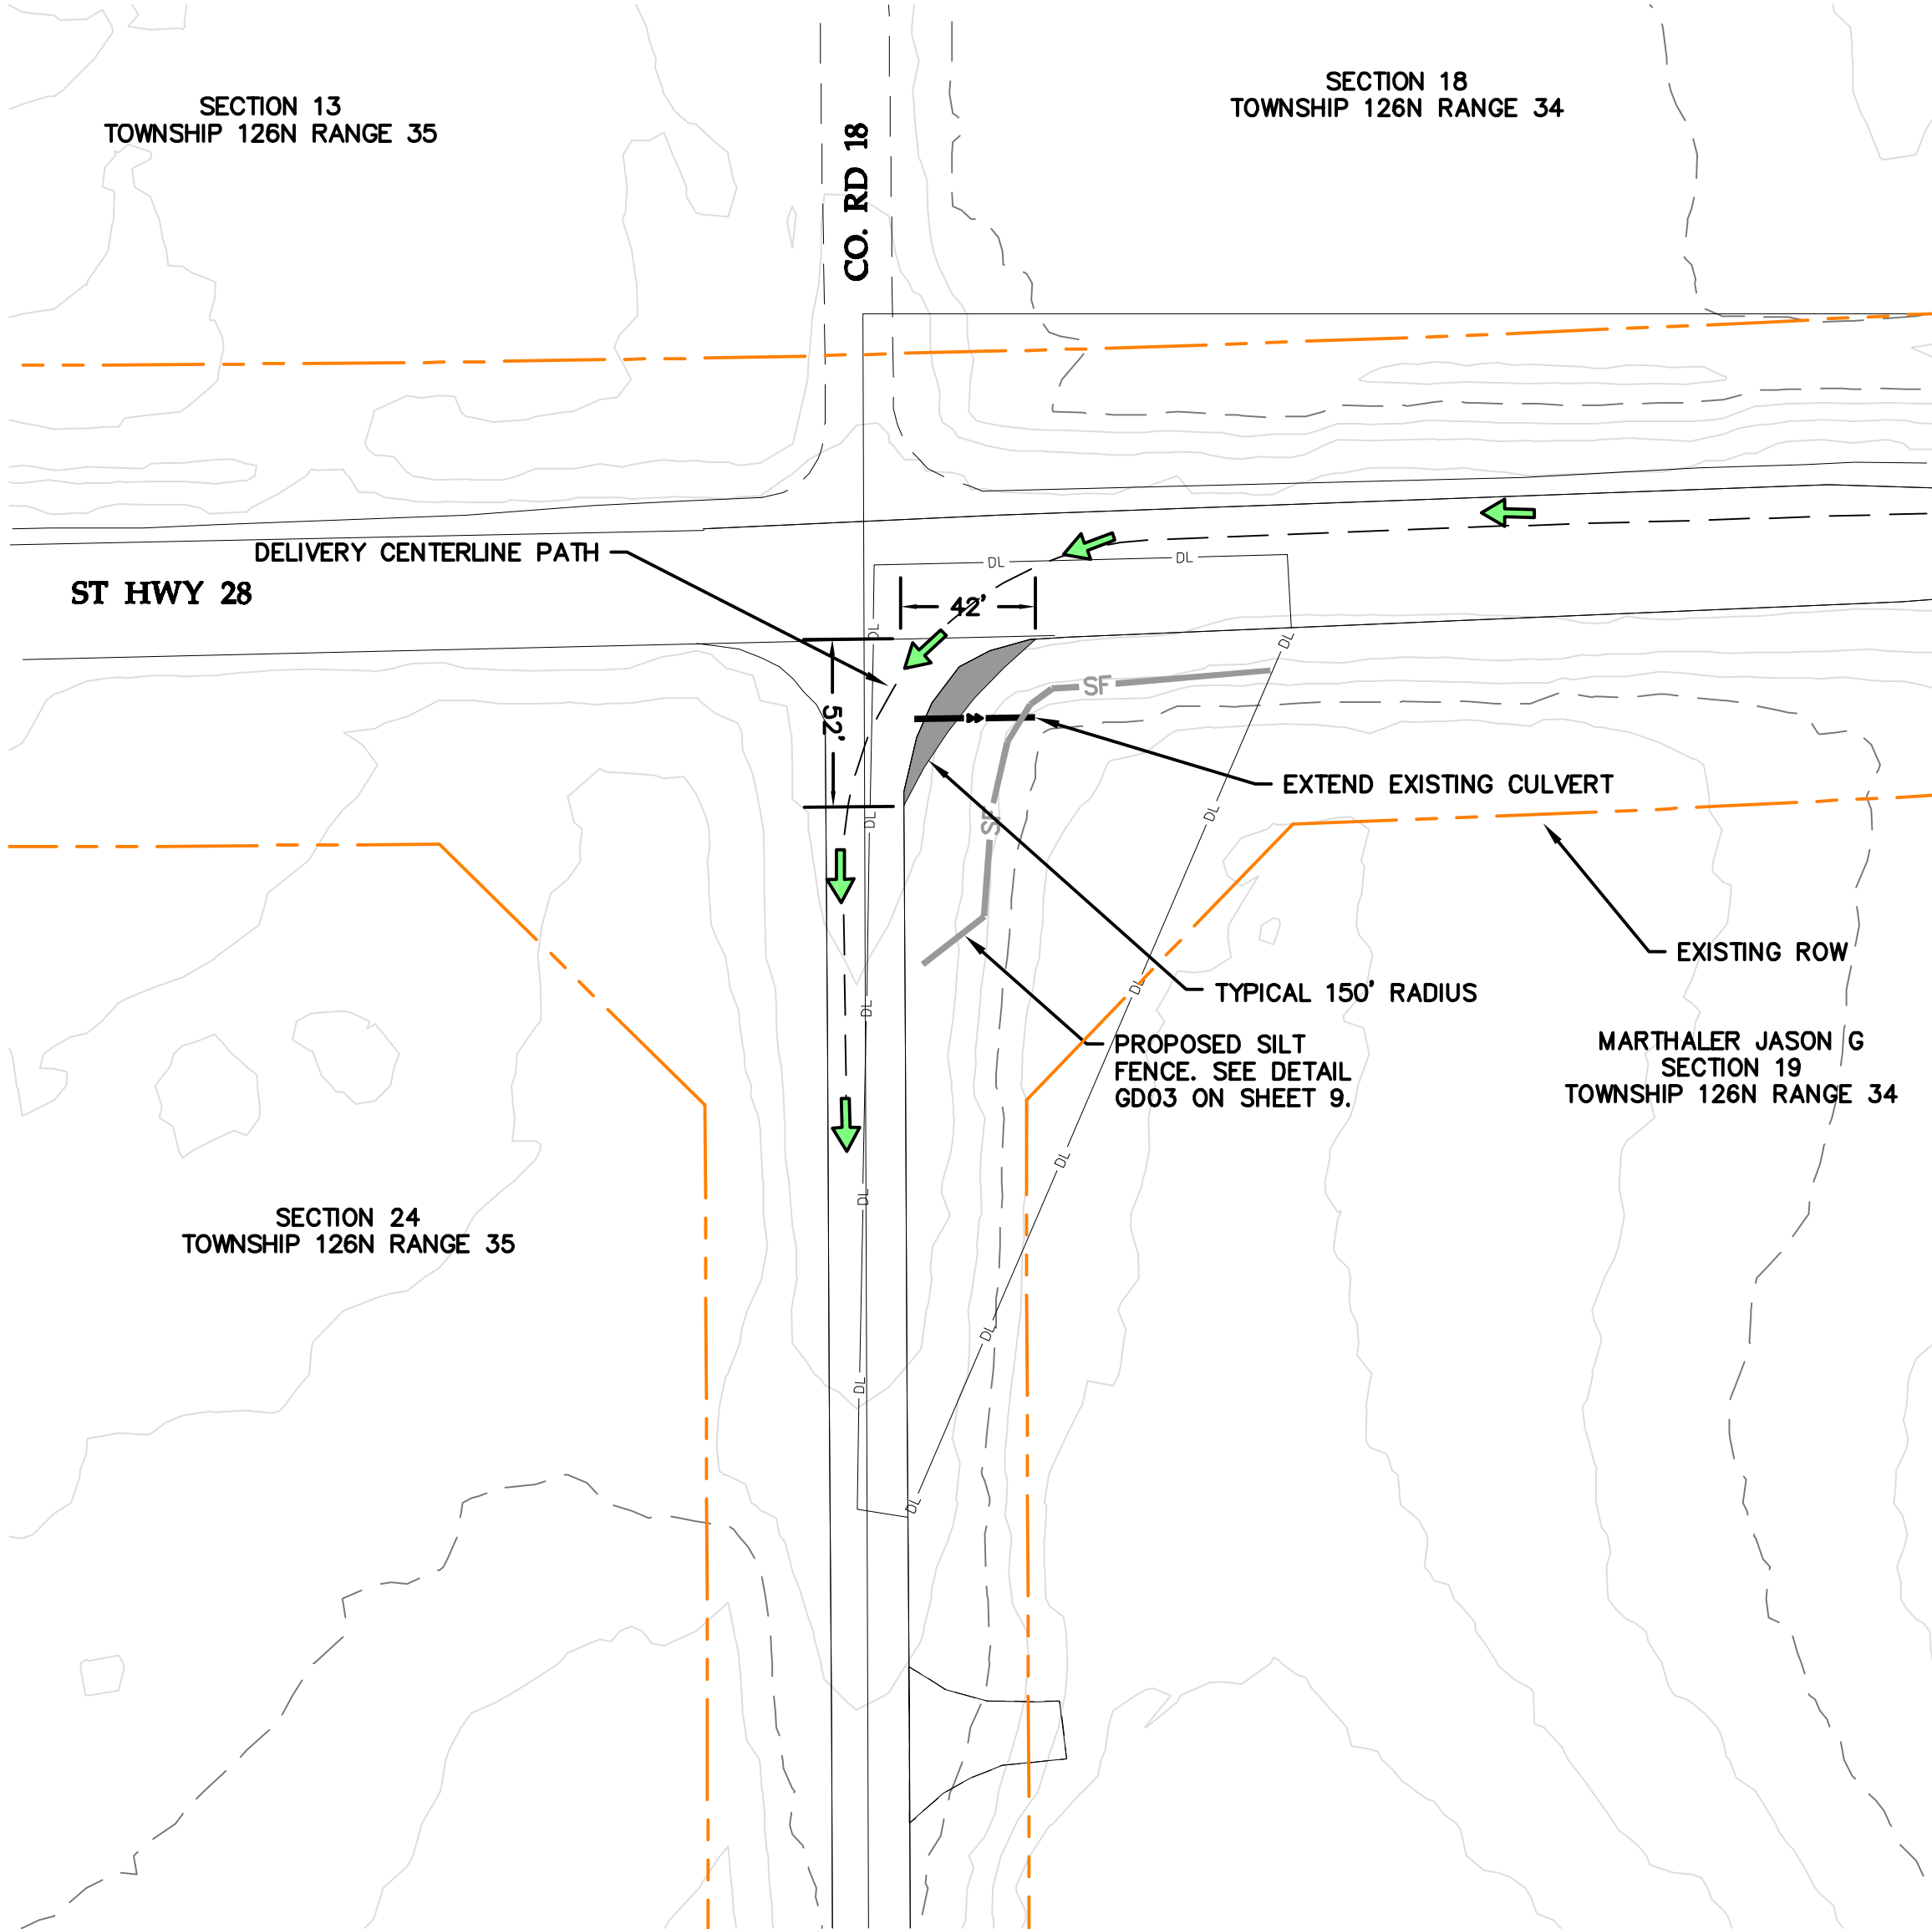 SECTION 13
TOWNSHIP 126N RANGE 35
SECTION 18
TOWNSHIP 126N RANGE 34
CO. RD 18
DELIVERY CENTERLINE PATH
ST HWY 28
DL
DL
42'
DL
DL
52'
SF
EXTEND EXISTING CULVERT
DL
DL
SF
EXISTING ROW
DL
DL
TYPICAL 150' RADIUS
PROPOSED SILT
FENCE. SEE DETAIL
GD03 ON SHEET 9.
MARTHALER JASON G
SECTION 19
TOWNSHIP 126N RANGE 34
DL
DL
SECTION 24
TOWNSHIP 126N RANGE 35
DL
DL
DL